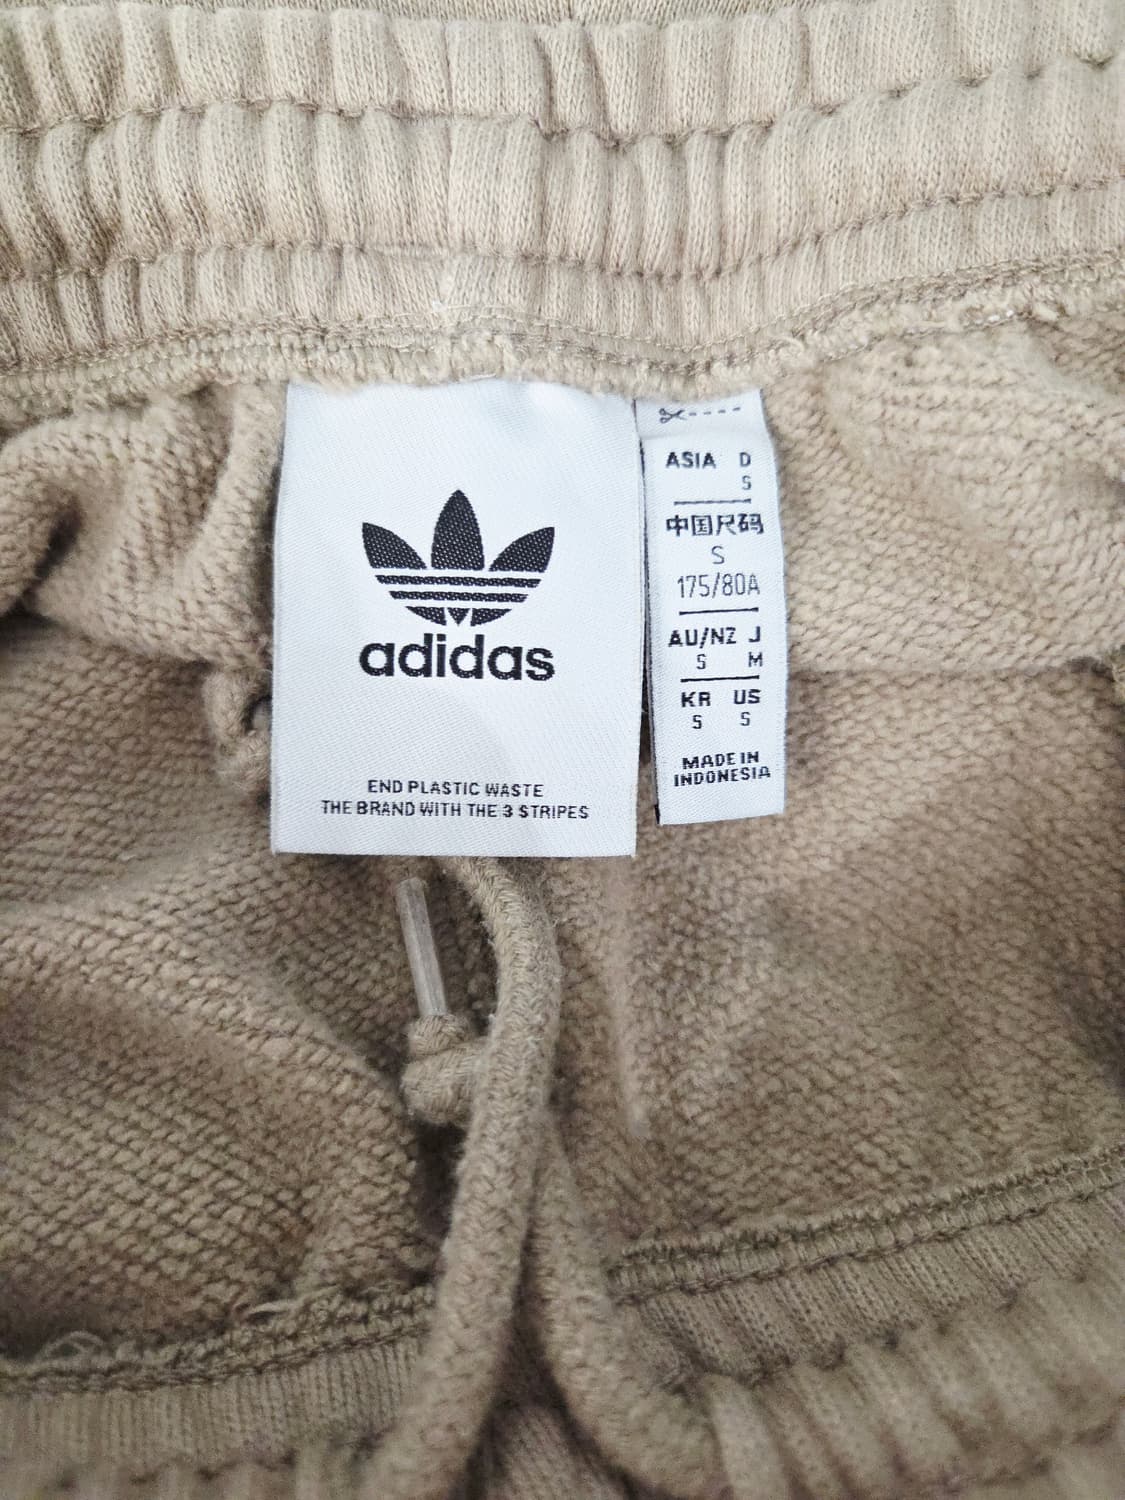 adidas
END PLASTIC WASTE
THE BRAND WITH THE 3 STRIPES
ASIA D
S
中国尺码
S
175/80A
AU/NZ J
S M
KR US
S S
MADE IN
INDONESIA